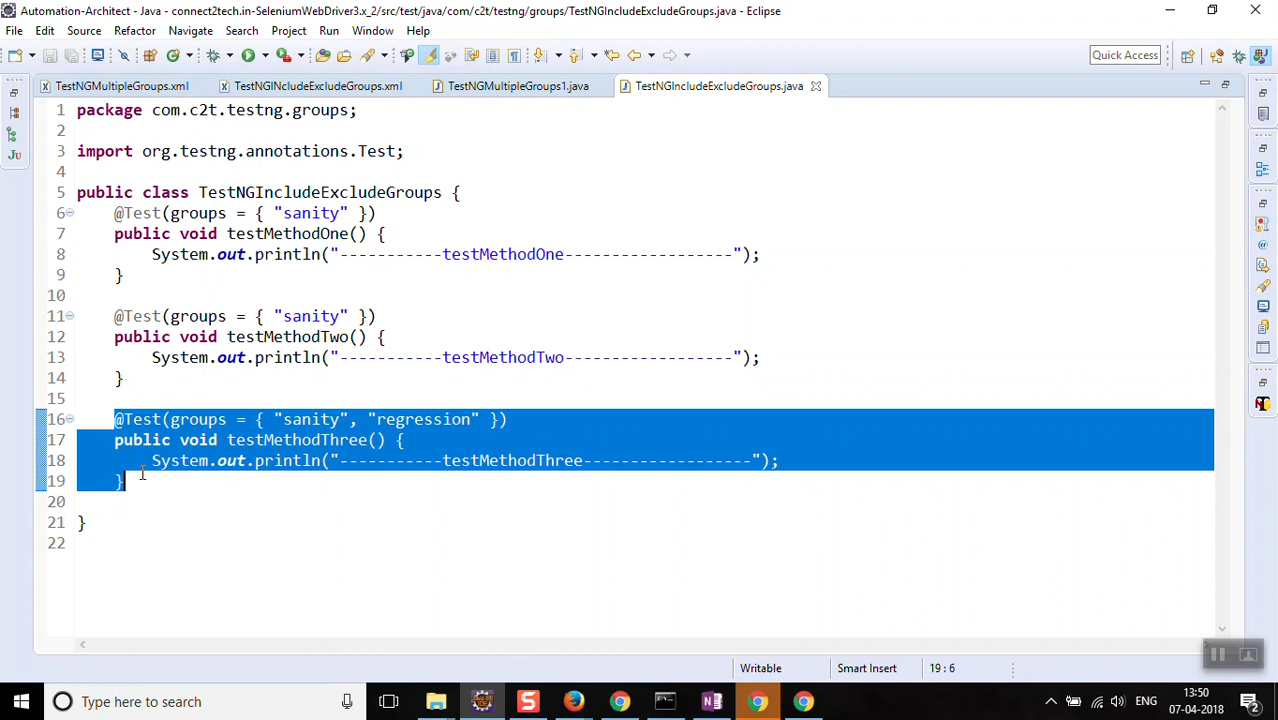 Automation-Architect - Java - connect2tech.in-SeleniumWebDriver3.x_2/src/test/java/com/c2t/testng/groups/TestNGIncludeExcludeGroups.java - Eclipse
File Edit Source Refactor Navigate Search Project Run Window Help
Quick Access
TestNGMultipleGroups.xml TestNGINcludeExcludeGroups.xml TestNGMultipleGroups1.java TestNGIncludeExcludeGroups.java
1 package com.c2t.testng.groups;
2
3 import org.testng.annotations.Test;
4
5 public class TestNGIncludeExcludeGroups {
6 @Test(groups = { "sanity" })
7 public void testMethodOne() {
8 System.out.println("-----------testMethodOne------------------");
9 }
10
11 @Test(groups = { "sanity" })
12 public void testMethodTwo() {
13 System.out.println("-----------testMethodTwo------------------");
14 }
15
16 @Test(groups = { "sanity", "regression" })
17 public void testMethodThree() {
18 System.out.println("-----------testMethodThree------------------");
19 }
20
21 }
22
Writable Smart Insert 19 : 6
Type here to search
ENG
13:50
07-04-2018
2